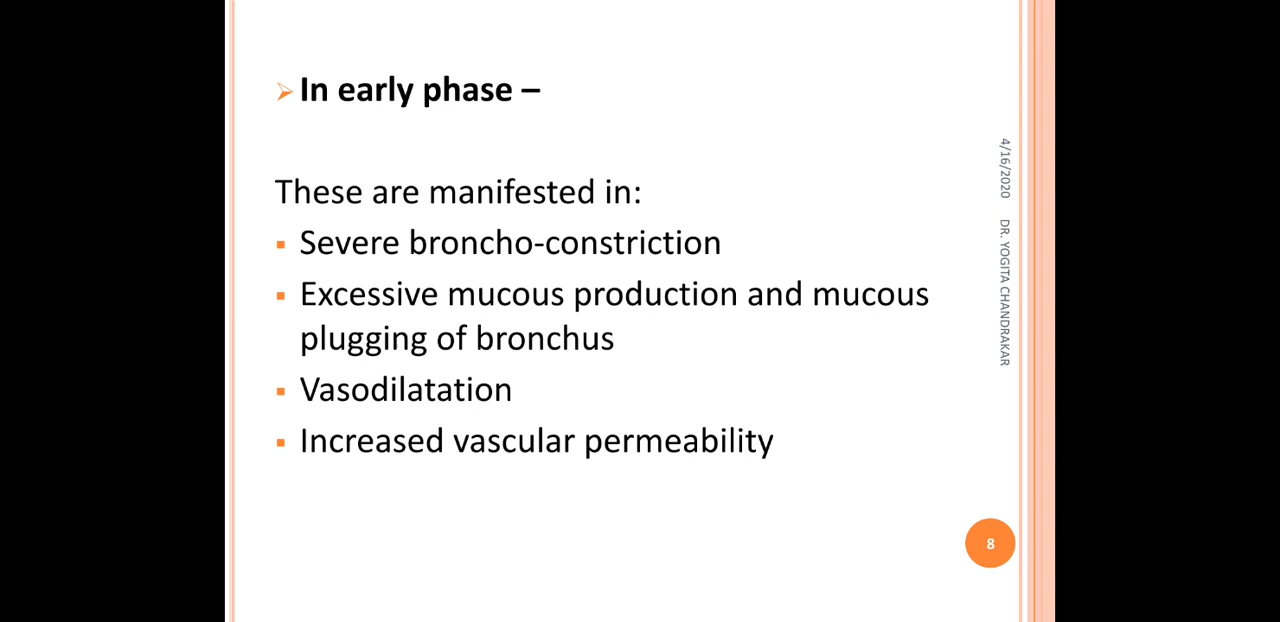 In early phase –
These are manifested in:
Severe broncho-constriction
Excessive mucous production and mucous
plugging of bronchus
Vasodilatation
Increased vascular permeability
4/16/2020 DR. YOGITA CHANDRAKAR
8